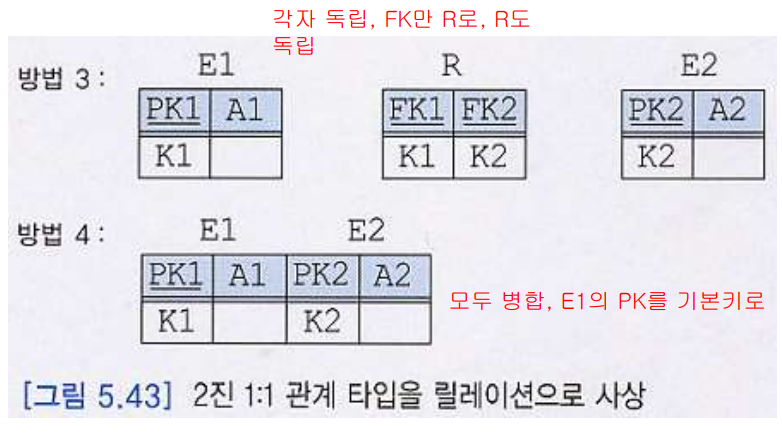 각자 독립, FK만 R로, R도
독립
방법 3 : E1 R E2
PK1 A1 FK1 FK2 PK2 A2
K1 K1 K2 K2
방법 4 : E1 E2
PK1 A1 PK2 A2
모두 병합, E1의 PK를 기본키로
K1 K2
[그림 5.43] 2진 1:1 관계 타입을 릴레이션으로 사상